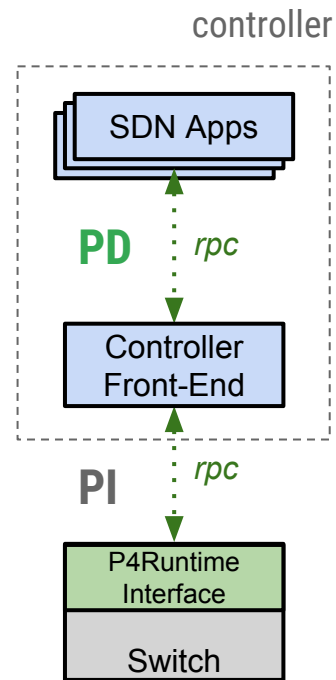 controller
SDN Apps
PD rpc
Controller
Front-End
PI rpc
P4Runtime
Interface
Switch